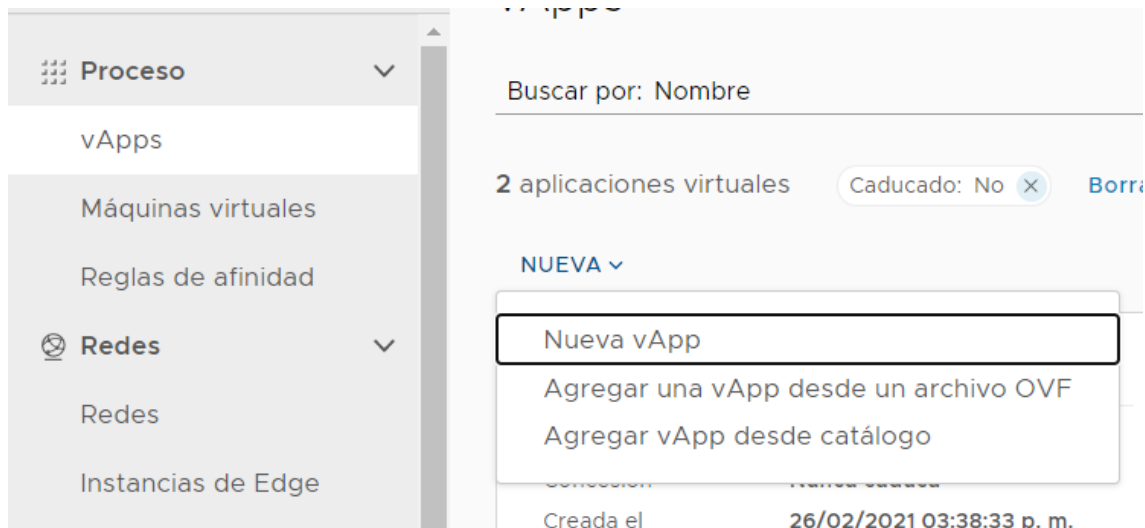 vApps
Proceso
vApps
Máquinas virtuales
Reglas de afinidad
Redes
Redes
Instancias de Edge
Buscar por: Nombre
2 aplicaciones virtuales
Caducado: No
NUEVA
Nueva vApp
Agregar una vApp desde un archivo OVF
Agregar vApp desde catálogo
Creada el 26/02/2021 03:38:33 p. m.